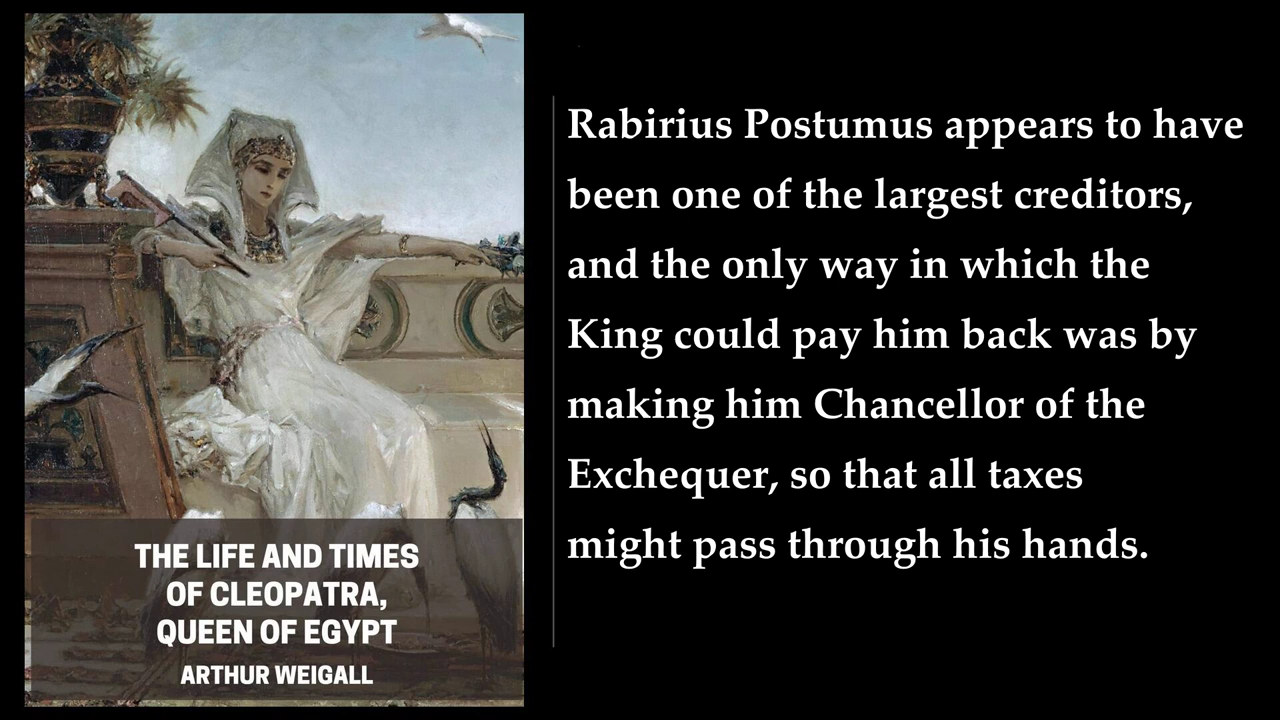 THE LIFE AND TIMES
OF CLEOPATRA,
QUEEN OF EGYPT
ARTHUR WEIGALL
Rabirius Postumus appears to have
been one of the largest creditors,
and the only way in which the
King could pay him back was by
making him Chancellor of the
Exchequer, so that all taxes
might pass through his hands.